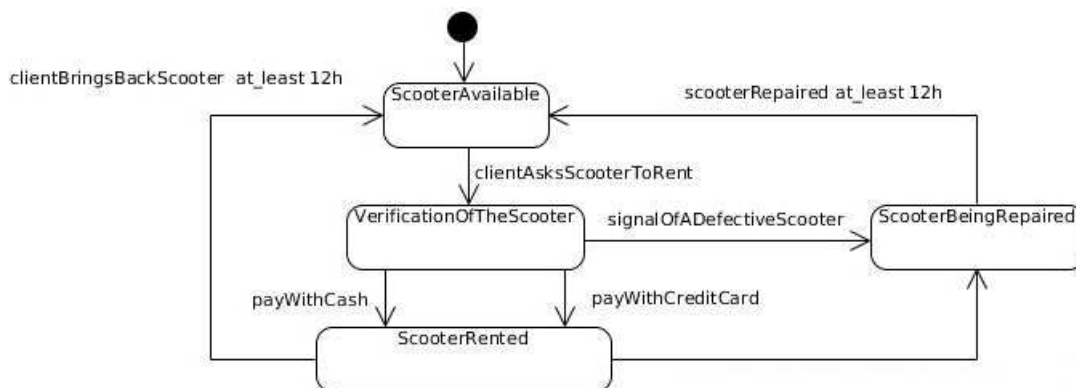 clientBringsBackScooter at_least 12h
ScooterAvailable
scooterRepaired at_least 12h
clientAsksScooterToRent
VerificationOfTheScooter
signalOfADefectiveScooter
ScooterBeingRepaired
payWithCash
payWithCreditCard
ScooterRented